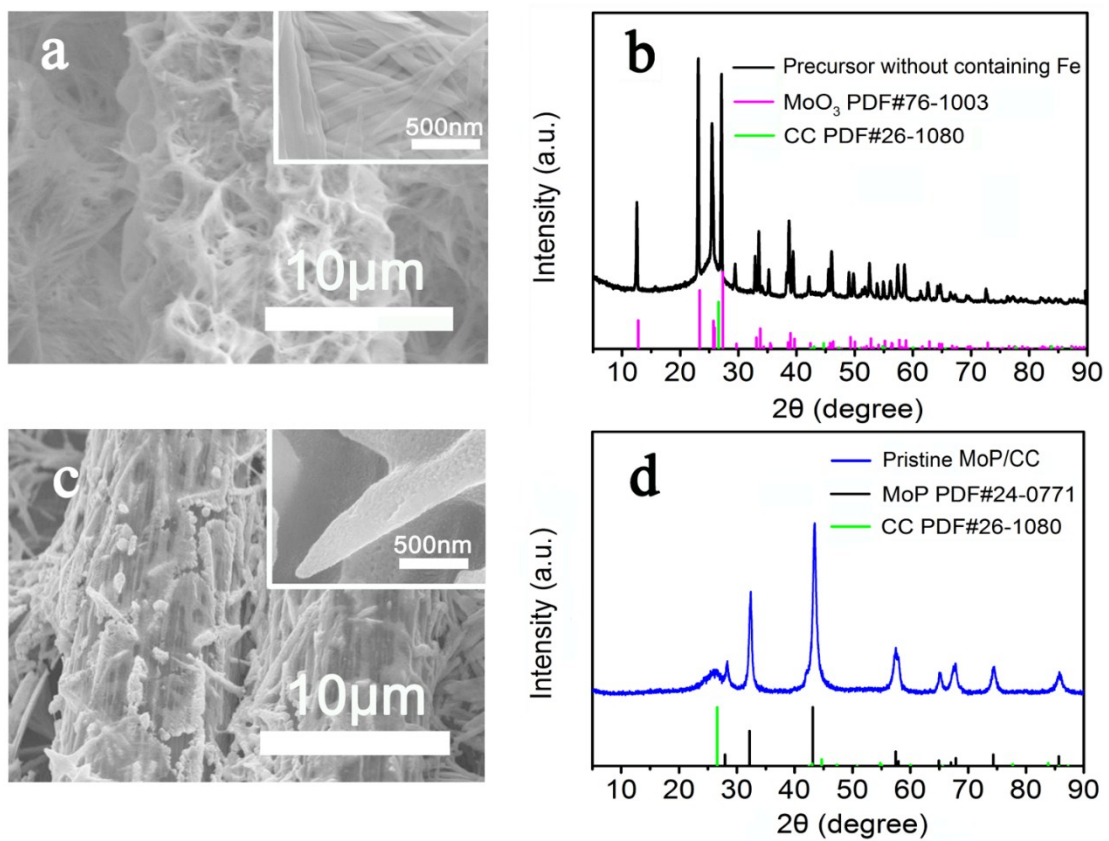 a
500nm
10μm
b
Precursor without containing Fe
MoO₃ PDF#76-1003
CC PDF#26-1080
Intensity (a.u.)
10 20 30 40 50 60 70 80 90
2θ (degree)
c
500nm
10μm
d
Pristine MoP/CC
MoP PDF#24-0771
CC PDF#26-1080
Intensity (a.u.)
10 20 30 40 50 60 70 80 90
2θ (degree)